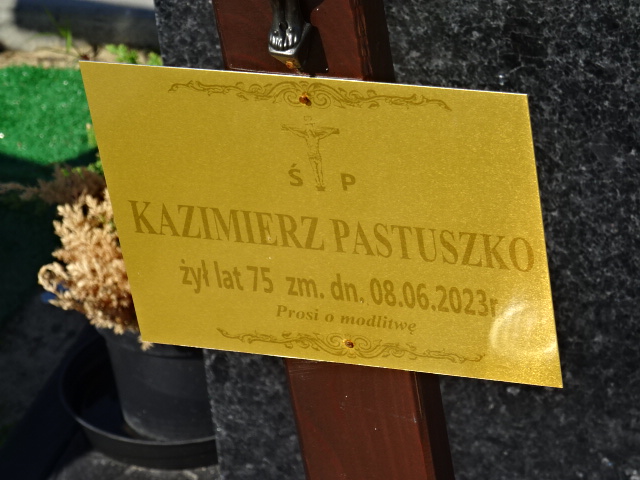 Ś P
KAZIMIERZ PASTUSZKO
żył lat 75 zm. dn. 08.06.2023r.
Prosi o modlitwę